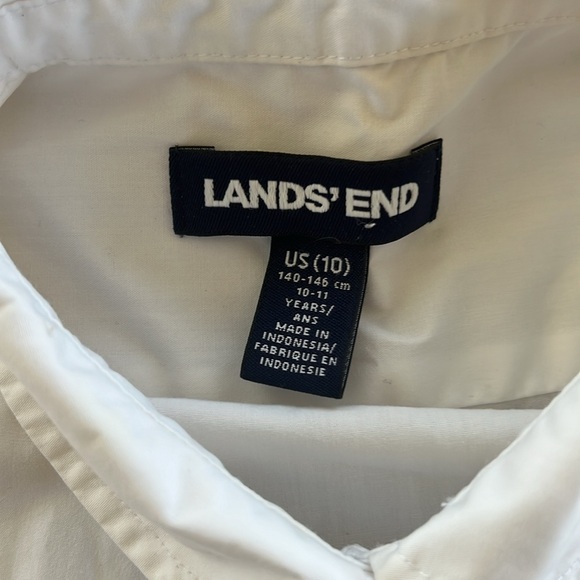 LANDS' END
US (10)
140-146 cm
10-11
YEARS/
ANS
MADE IN
INDONESIA/
FABRIQUE EN
INDONESIE